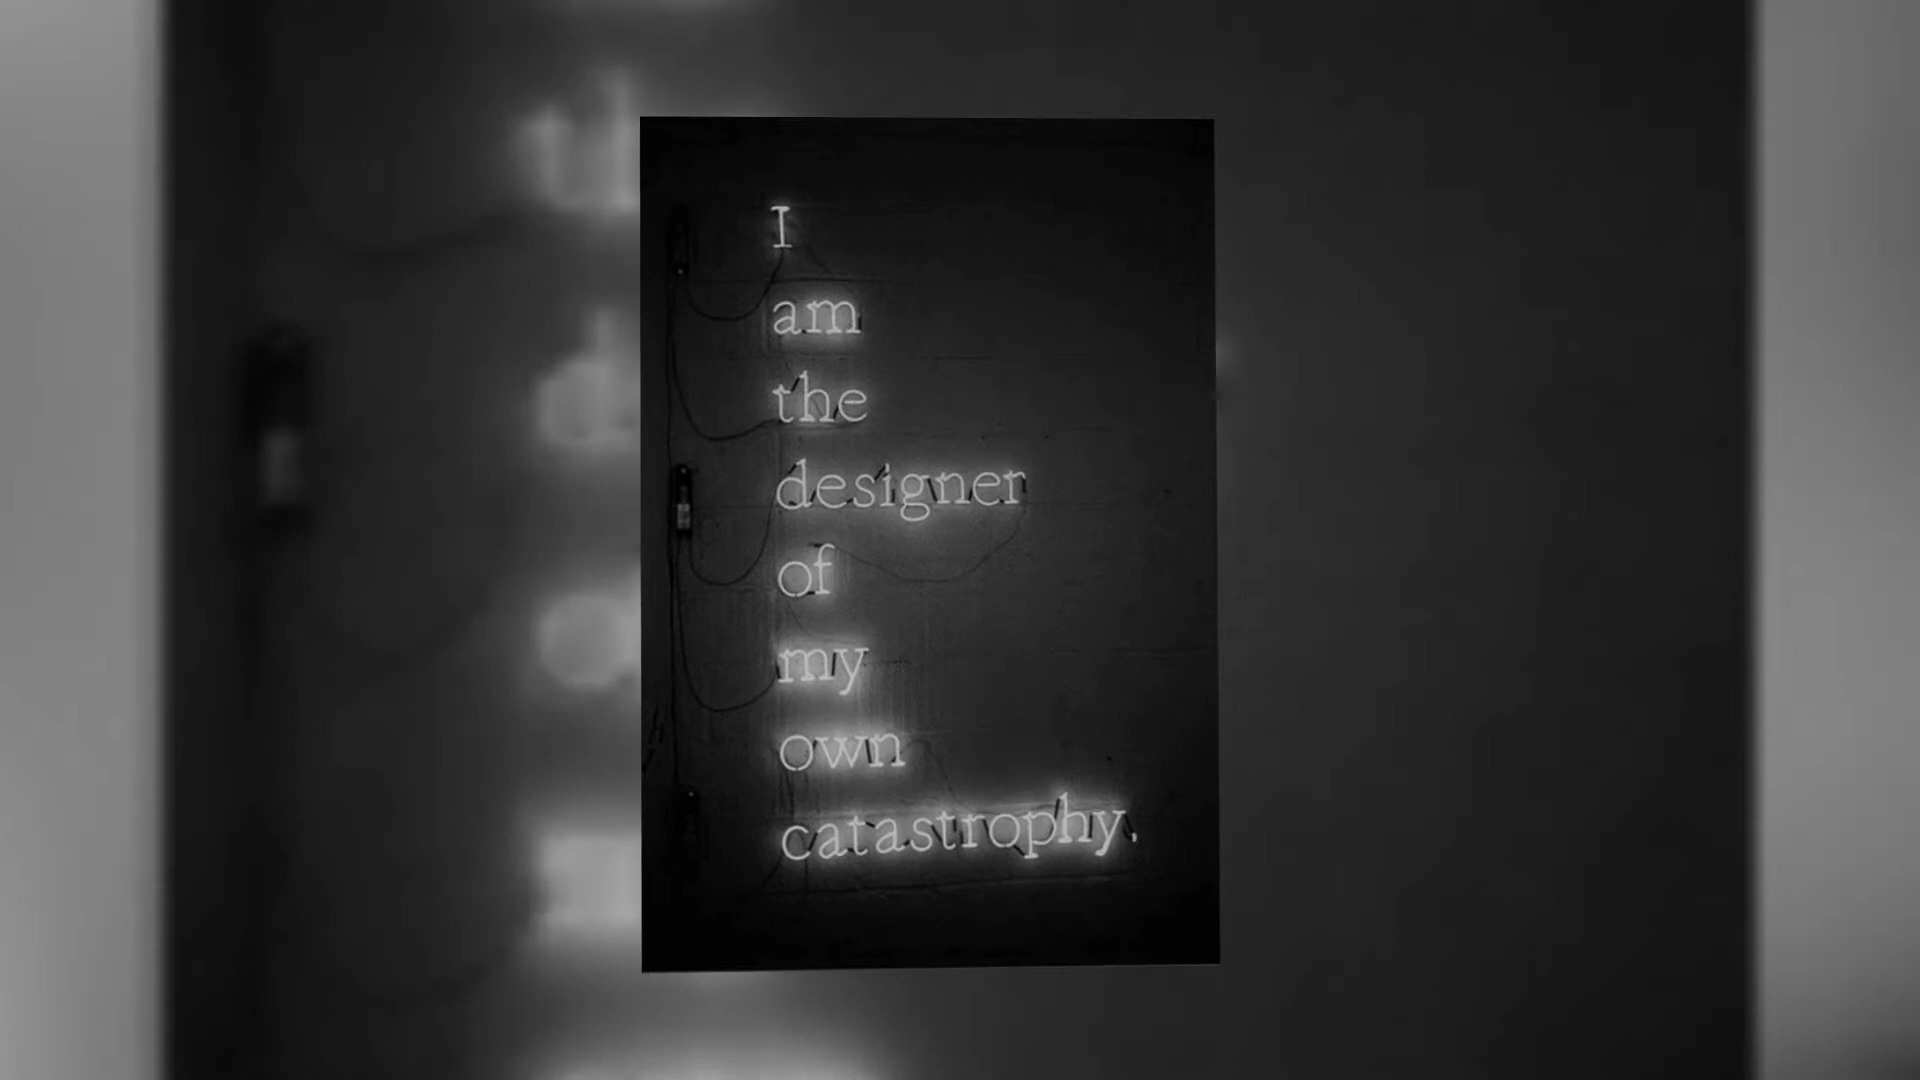 I
am
the
designer
of
my
own
catastrophy.